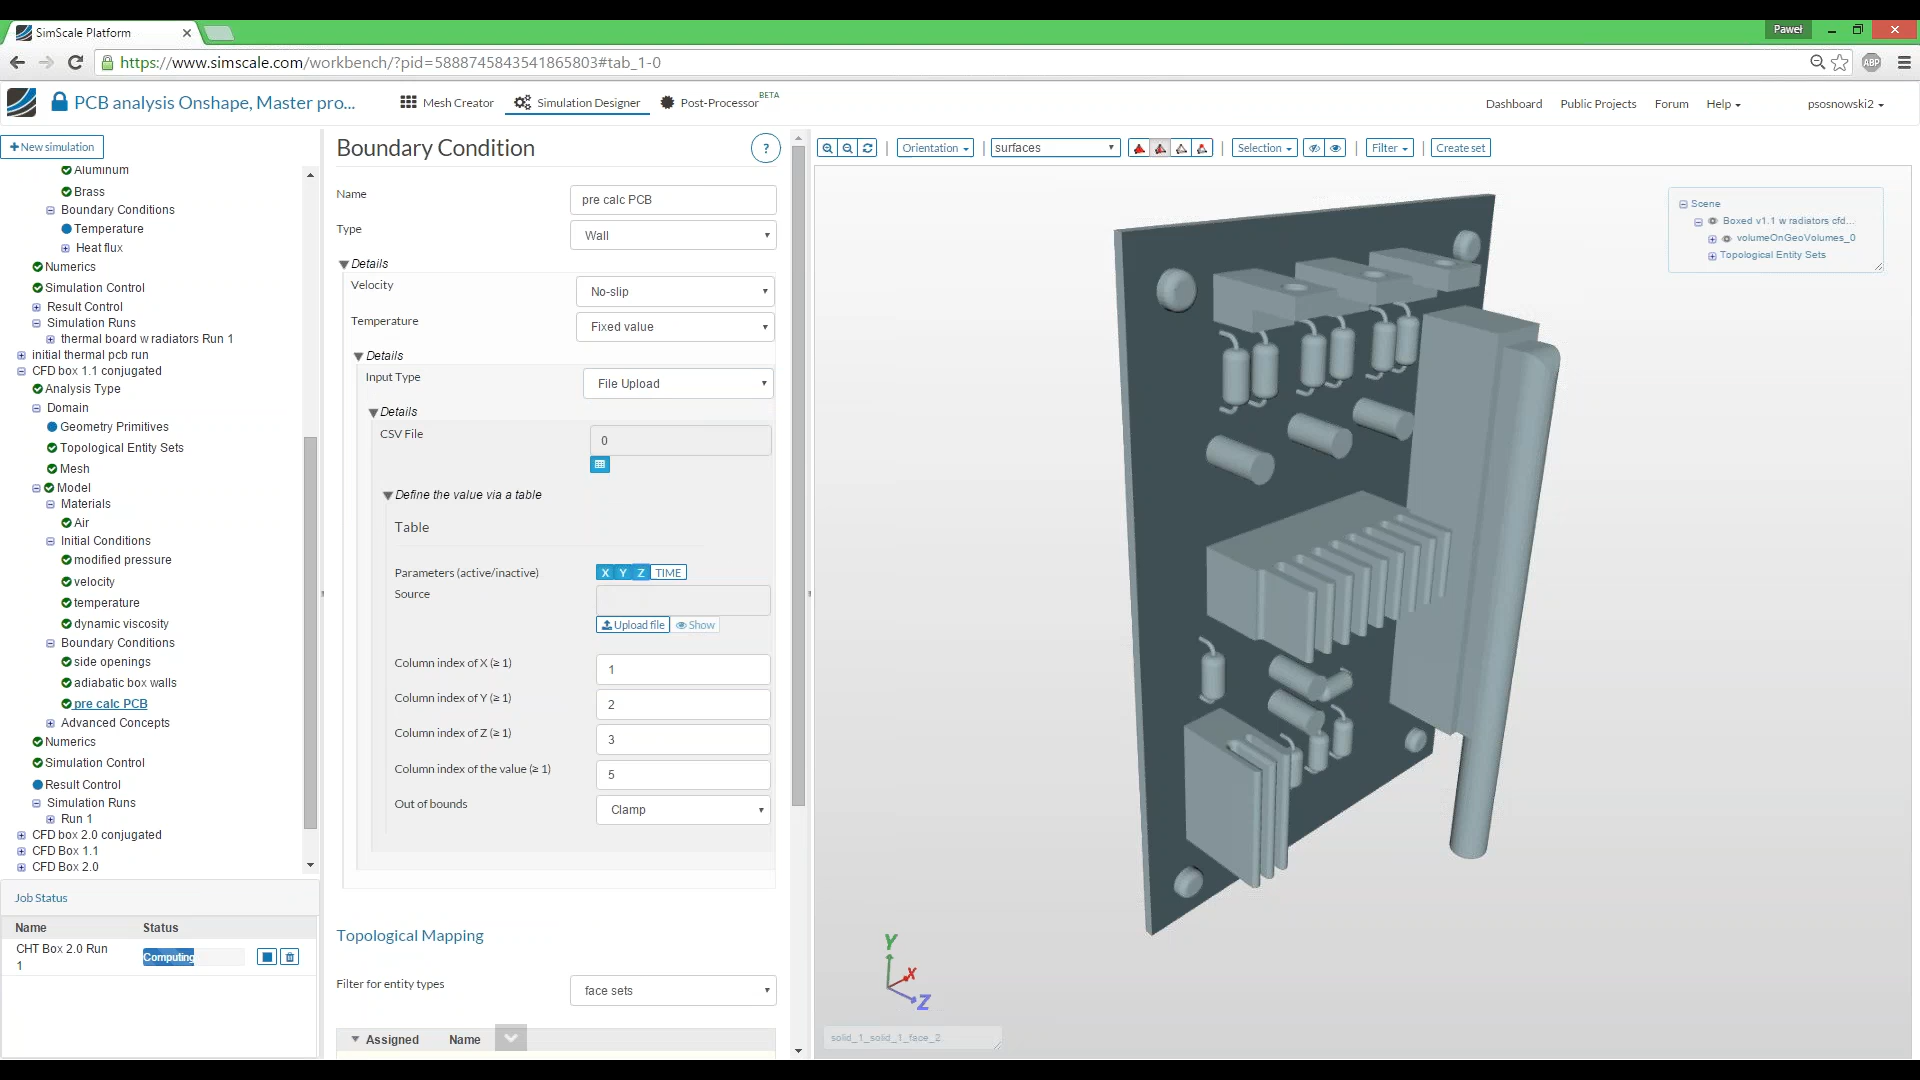 SimScale Platform
Paweł
https://www.simscale.com/workbench/?pid=5888745843541865803#tab_1-0
ABP
PCB analysis Onshape, Master pro...
Mesh Creator
Simulation Designer
Post-Processor BETA
Dashboard
Public Projects
Forum
Help
psosnowski2
+ New simulation
Aluminum
Brass
Boundary Conditions
Temperature
Heat flux
Numerics
Simulation Control
Result Control
Simulation Runs
thermal board w radiators Run 1
initial thermal pcb run
CFD box 1.1 conjugated
Analysis Type
Domain
Geometry Primitives
Topological Entity Sets
Mesh
Model
Materials
Air
Initial Conditions
modified pressure
velocity
temperature
dynamic viscosity
Boundary Conditions
side openings
adiabatic box walls
pre calc PCB
Advanced Concepts
Numerics
Simulation Control
Result Control
Simulation Runs
Run 1
CFD box 2.0 conjugated
CFD Box 1.1
CFD Box 2.0
Job Status
Name Status
CHT Box 2.0 Run 1 Computing
Boundary Condition
?
Name pre calc PCB
Type Wall
Details
Velocity No-slip
Temperature Fixed value
Details
Input Type File Upload
Details
CSV File 0
Define the value via a table
Table
Parameters (active/inactive) X Y Z TIME
Source
Upload file Show
Column index of X (≥ 1) 1
Column index of Y (≥ 1) 2
Column index of Z (≥ 1) 3
Column index of the value (≥ 1) 5
Out of bounds Clamp
Topological Mapping
Filter for entity types face sets
Assigned Name
Orientation
surfaces
Selection
Filter
Create set
Scene
Boxed v1.1 w radiators cfd...
volumeOnGeoVolumes_0
Topological Entity Sets
Y
X
Z
solid_1_solid_1_face_2